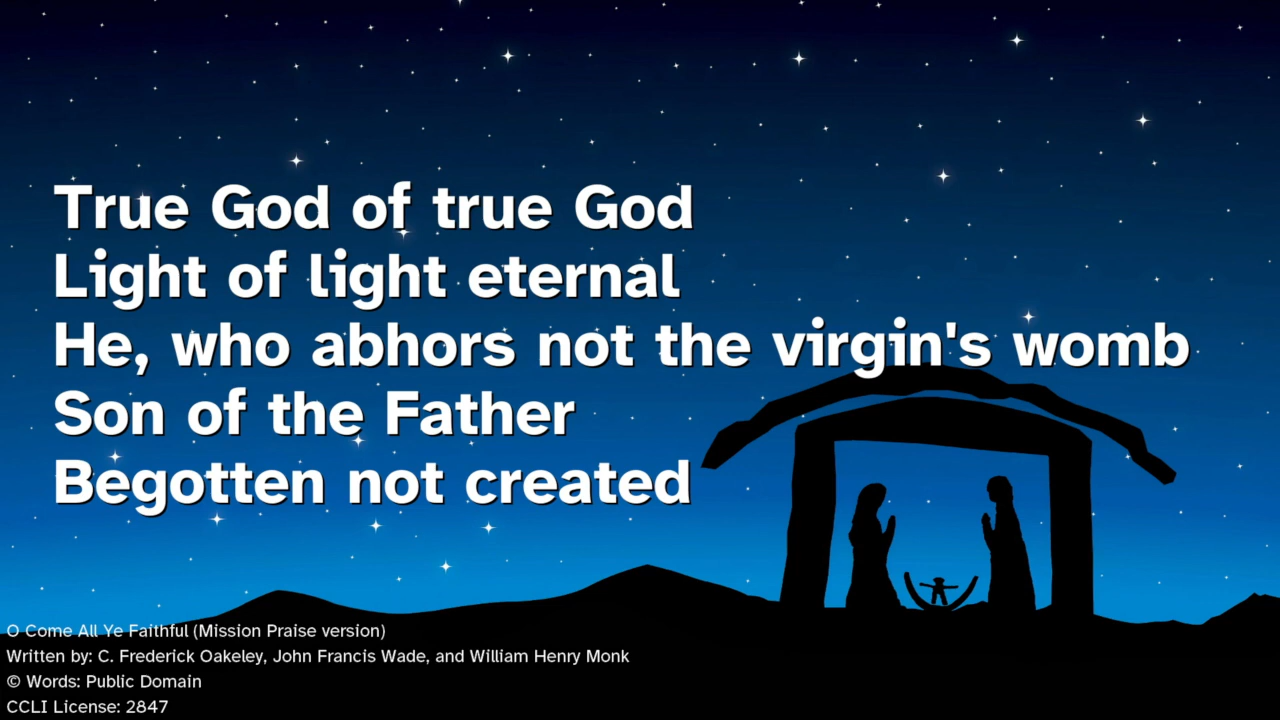 True God of true God
Light of light eternal
He, who abhors not the virgin's womb
Son of the Father
Begotten not created
O Come All Ye Faithful (Mission Praise version)
Written by: C. Frederick Oakeley, John Francis Wade, and William Henry Monk
© Words: Public Domain
CCLI License: 2847